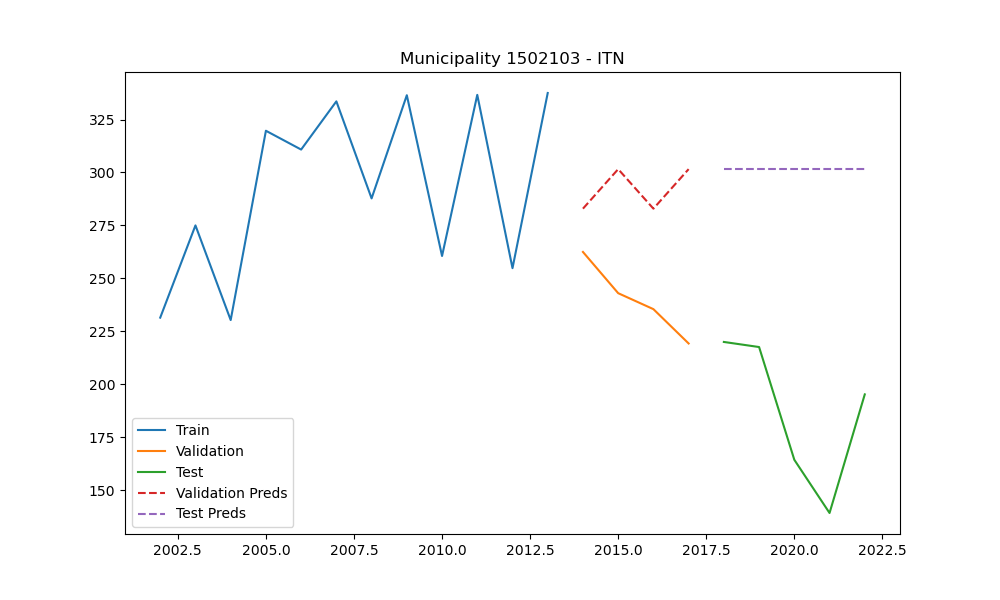 Municipality 1502103 - ITN
325
300
275
250
225
200
175
150
Train
Validation
Test
Validation Preds
Test Preds
2002.5 2005.0 2007.5 2010.0 2012.5 2015.0 2017.5 2020.0 2022.5